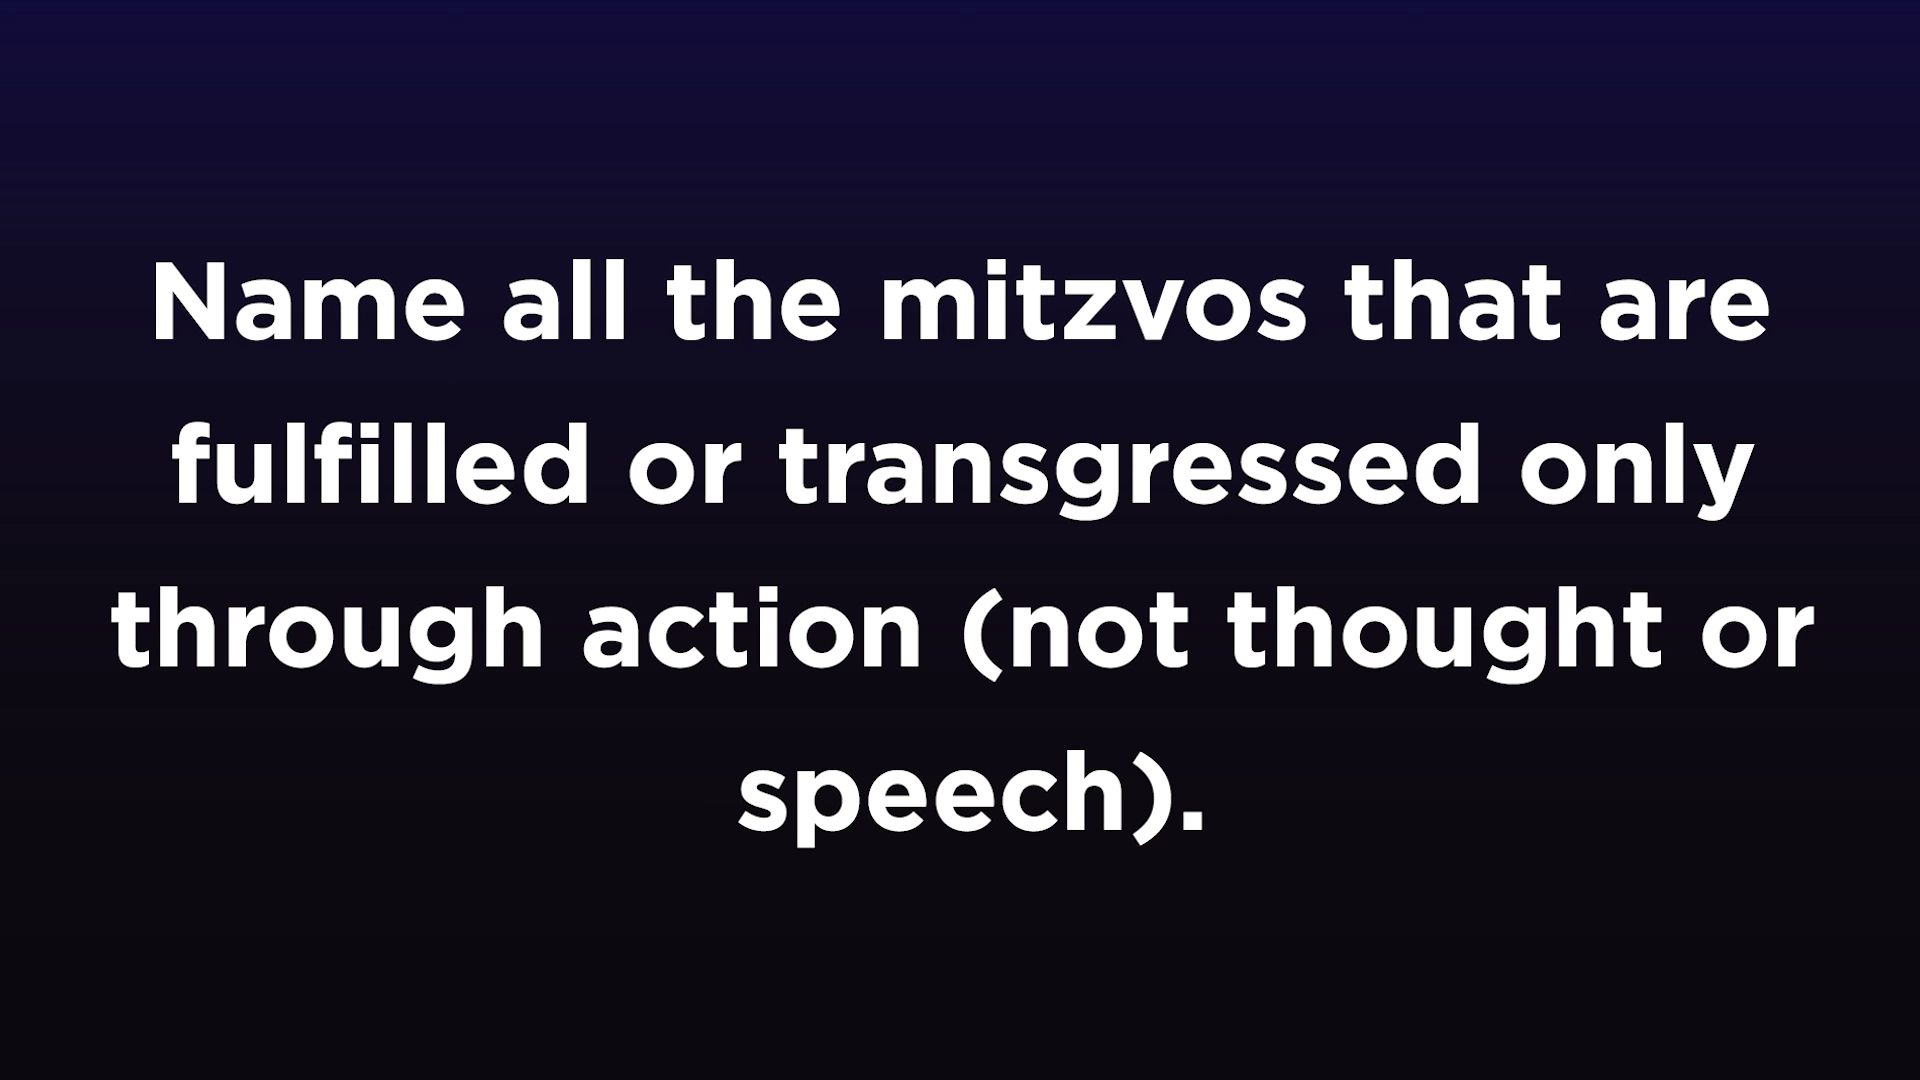 Name all the mitzvos that are
fulfilled or transgressed only
through action (not thought or
speech).